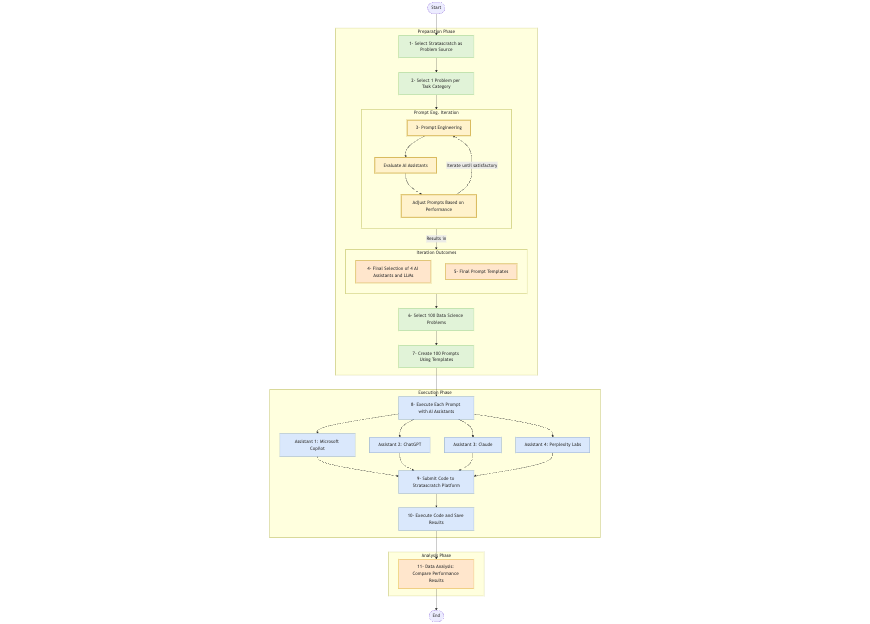 Start
Preparation Phase
1- Select Stratascratch as
Problem Source
2- Select 1 Problem per
Task Category
Prompt Eng. Iteration
3- Prompt Engineering
Evaluate AI Assistants
Iterate until satisfactory
Adjust Prompts Based on
Performance
Results in
Iteration Outcomes
4- Final Selection of 4 AI
Assistants and LLMs
5- Final Prompt Templates
6- Select 100 Data Science
Problems
7- Create 100 Prompts
Using Templates
Execution Phase
8- Execute Each Prompt
with AI Assistants
Assistant 1: Microsoft
Copilot
Assistant 2: ChatGPT
Assistant 3: Claude
Assistant 4: Perplexity Labs
9- Submit Code to
Stratascratch Platform
10- Execute Code and Save
Results
Analysis Phase
11- Data Analysis:
Compare Performance
Results
End